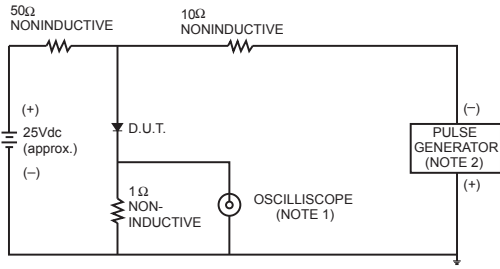 50Ω
NONINDUCTIVE
10Ω
NONINDUCTIVE
(+)
25Vdc
(approx.)
(–)
D.U.T.
1Ω
NON-
INDUCTIVE
OSCILLISCOPE
(NOTE 1)
(–)
PULSE
GENERATOR
(NOTE 2)
(+)